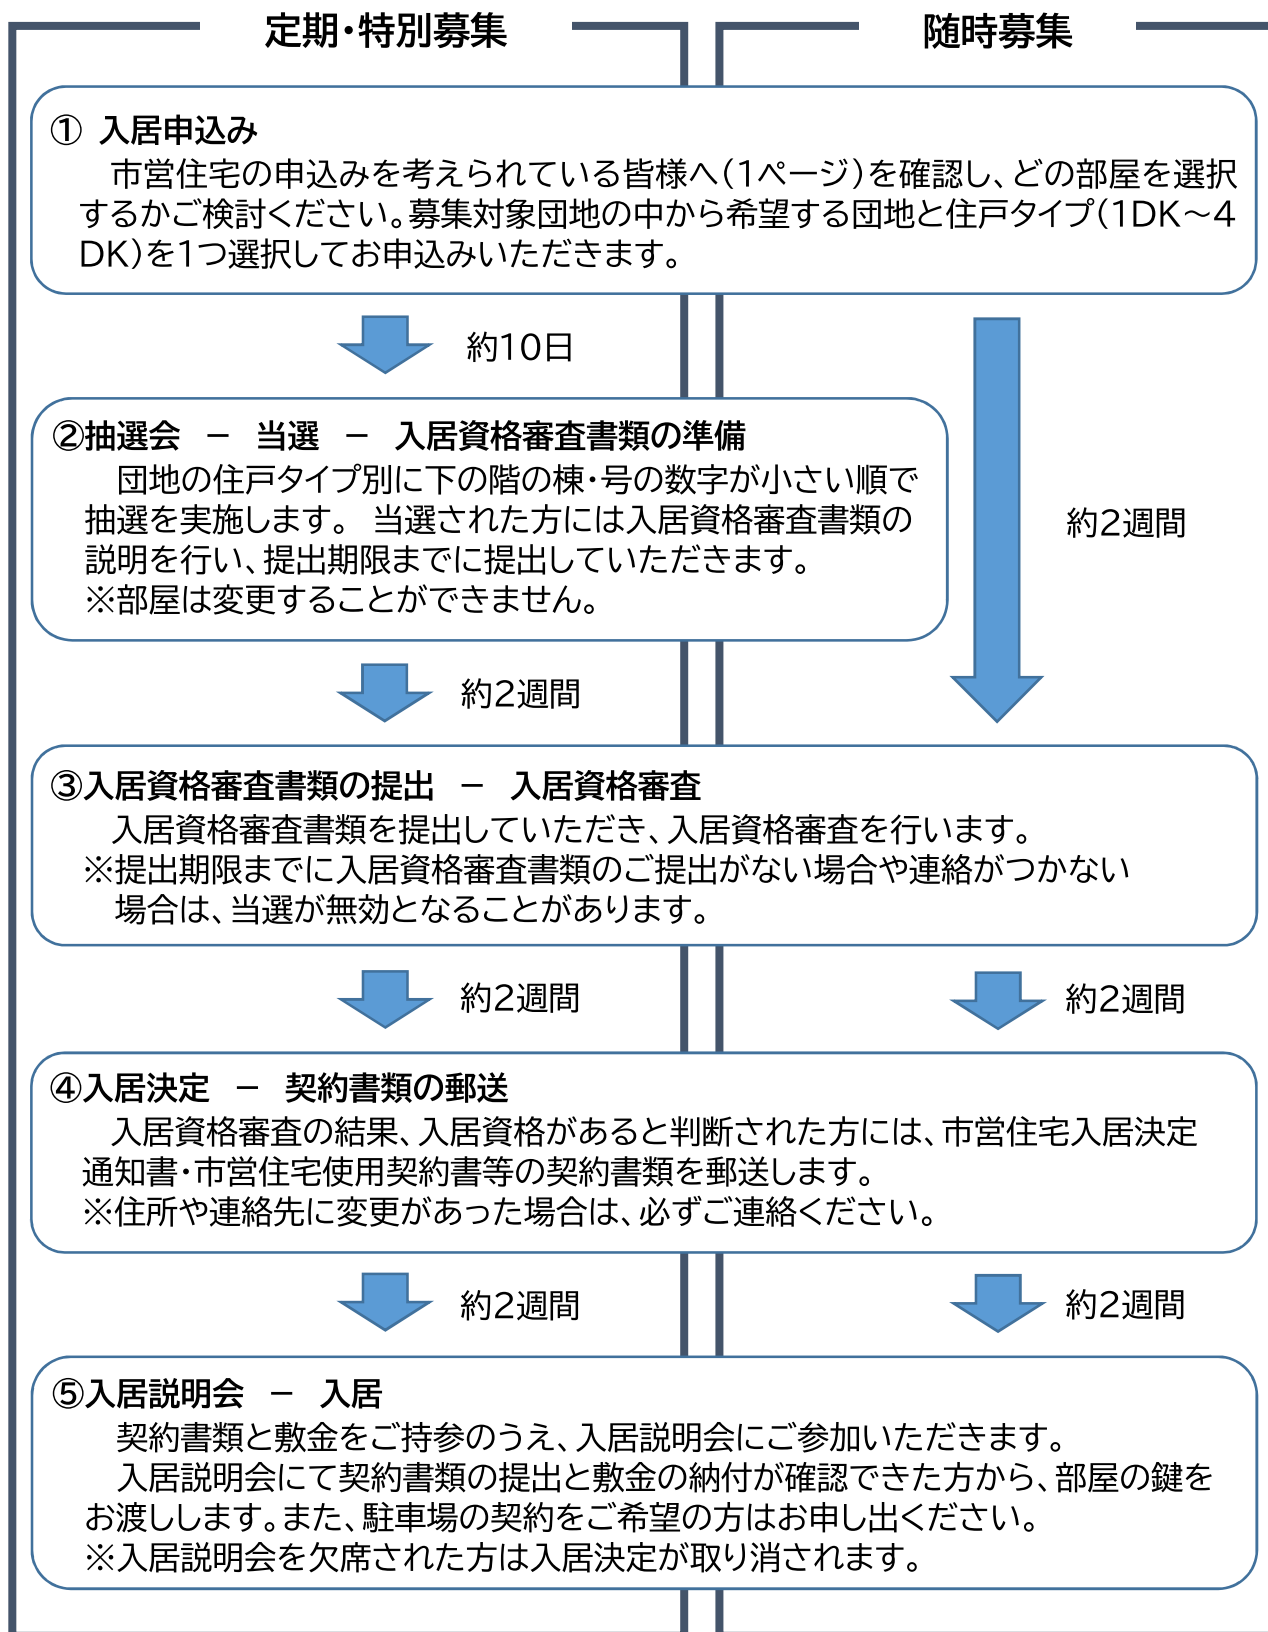 定期・特別募集
随時募集
① 入居申込み
市営住宅の申込みを考えられている皆様へ（1ページ）を確認し、どの部屋を選択
するかご検討ください。募集対象団地の中から希望する団地と住戸タイプ（1DK～4
DK）を1つ選択してお申込みいただきます。
約10日
②抽選会 － 当選 － 入居資格審査書類の準備
団地の住戸タイプ別に下の階の棟・号の数字が小さい順で
抽選を実施します。 当選された方には入居資格審査書類の
説明を行い、提出期限までに提出していただきます。
※部屋は変更することができません。
約2週間
約2週間
③入居資格審査書類の提出 － 入居資格審査
入居資格審査書類を提出していただき、入居資格審査を行います。
※提出期限までに入居資格審査書類のご提出がない場合や連絡がつかない
場合は、当選が無効となることがあります。
約2週間
約2週間
④入居決定 － 契約書類の郵送
入居資格審査の結果、入居資格があると判断された方には、市営住宅入居決定
通知書・市営住宅使用契約書等の契約書類を郵送します。
※住所や連絡先に変更があった場合は、必ずご連絡ください。
約2週間
約2週間
⑤入居説明会 － 入居
契約書類と敷金をご持参のうえ、入居説明会にご参加いただきます。
入居説明会にて契約書類の提出と敷金の納付が確認できた方から、部屋の鍵を
お渡しします。また、駐車場の契約をご希望の方はお申し出ください。
※入居説明会を欠席された方は入居決定が取り消されます。